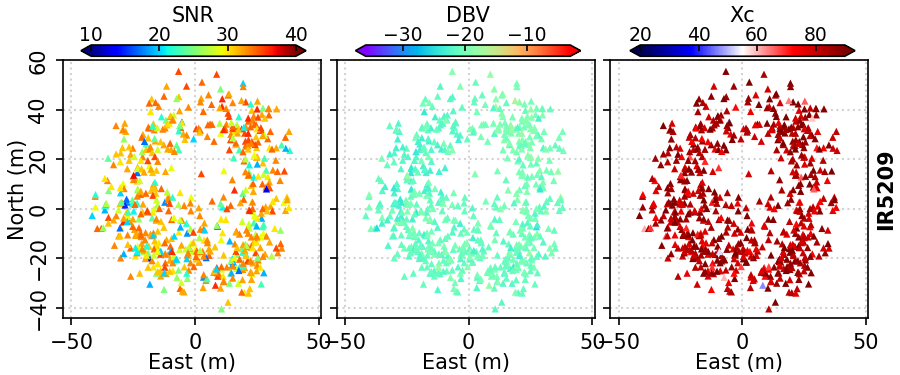 SNR DBV Xc
10 20 30 40 −30 −20 −10 20 40 60 80
60
40
20
0
−20
−40
North (m)
IR5209
−50 0 50 −50 0 50 −50 0 50
East (m) East (m) East (m)